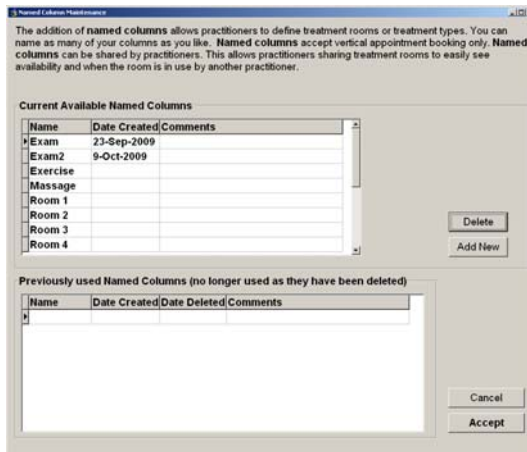 Named Column Maintenance
The addition of named columns allows practitioners to define treatment rooms or treatment types. You can
name as many of your columns as you like. Named columns accept vertical appointment booking only. Named
columns can be shared by practitioners. This allows practitioners sharing treatment rooms to easily see
availability and when the room is in use by another practitioner.
Current Available Named Columns
Name Date Created Comments
Exam 23-Sep-2009
Exam2 9-Oct-2009
Exercise
Massage
Room 1
Room 2
Room 3
Room 4
Delete
Add New
Previously used Named Columns (no longer used as they have been deleted)
Name Date Created Date Deleted Comments
Cancel
Accept